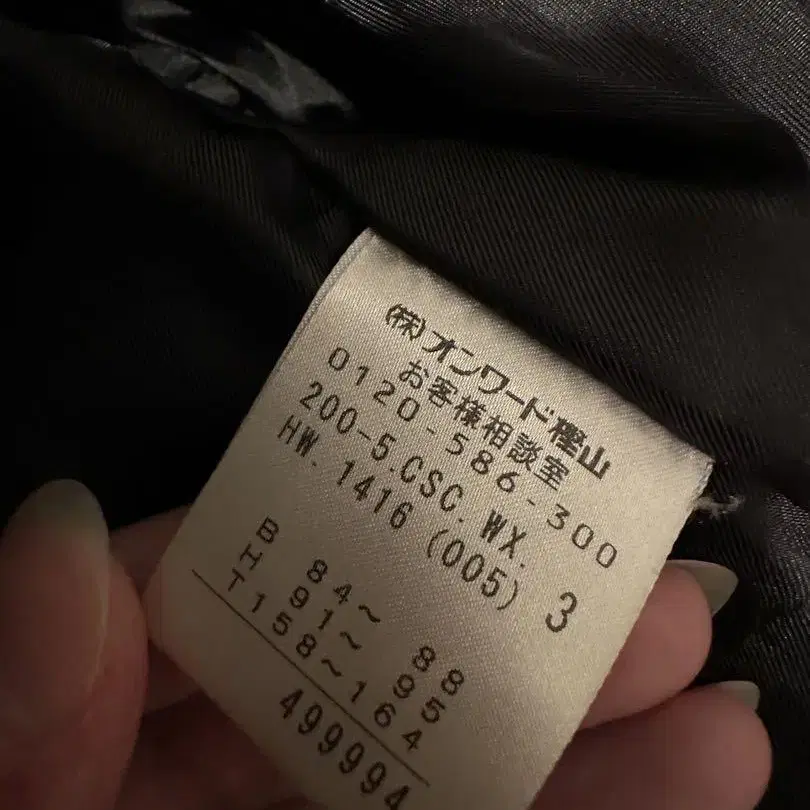 (株)オンワード樫山
お客様相談室
0120-586-300
200-5.CSC.WX.
HW.1416 (005) 3
B 84～ 88
H 91～ 95
T158～164
499994